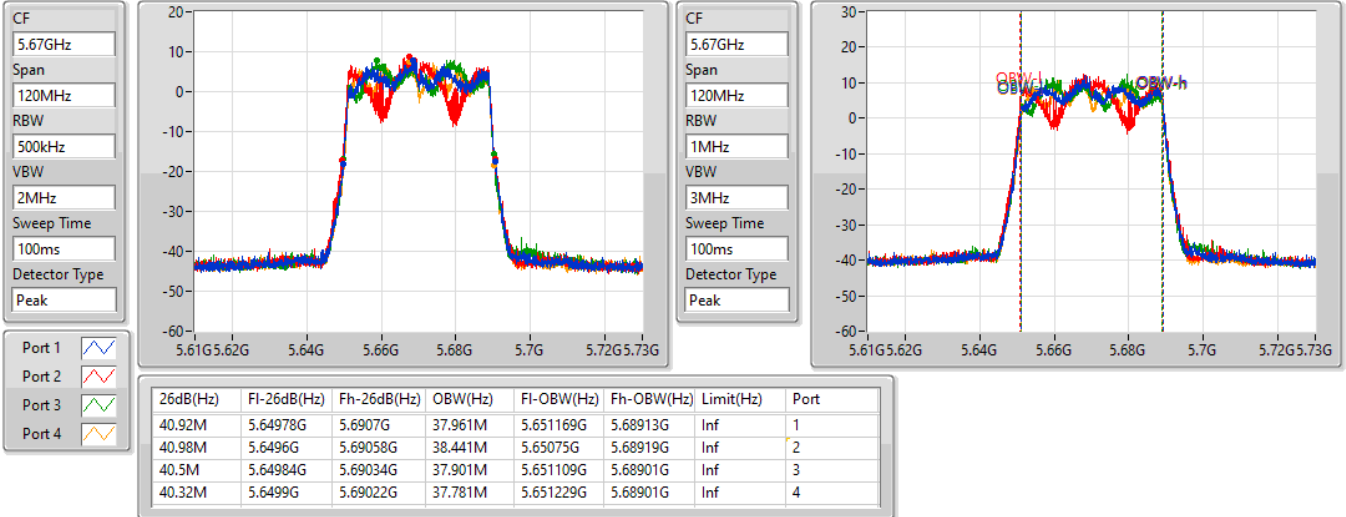 CF
5.67GHz
Span
120MHz
RBW
500kHz
VBW
2MHz
Sweep Time
100ms
Detector Type
Peak
20
10
0
-10
-20
-30
-40
-50
-60
5.61G 5.62G 5.64G 5.66G 5.68G 5.7G 5.72G 5.73G
CF
5.67GHz
Span
120MHz
RBW
1MHz
VBW
3MHz
Sweep Time
100ms
Detector Type
Peak
30
20
10
0
-10
-20
-30
-40
-50
-60
OBW-l
OBW-h
5.61G 5.62G 5.64G 5.66G 5.68G 5.7G 5.72G 5.73G
Port 1
Port 2
Port 3
Port 4
26dB(Hz) Fl-26dB(Hz) Fh-26dB(Hz) OBW(Hz) Fl-OBW(Hz) Fh-OBW(Hz) Limit(Hz) Port
40.92M 5.64978G 5.6907G 37.961M 5.651169G 5.68913G Inf 1
40.98M 5.6496G 5.69058G 38.441M 5.65075G 5.68919G Inf 2
40.5M 5.64984G 5.69034G 37.901M 5.651109G 5.68901G Inf 3
40.32M 5.6499G 5.69022G 37.781M 5.651229G 5.68901G Inf 4